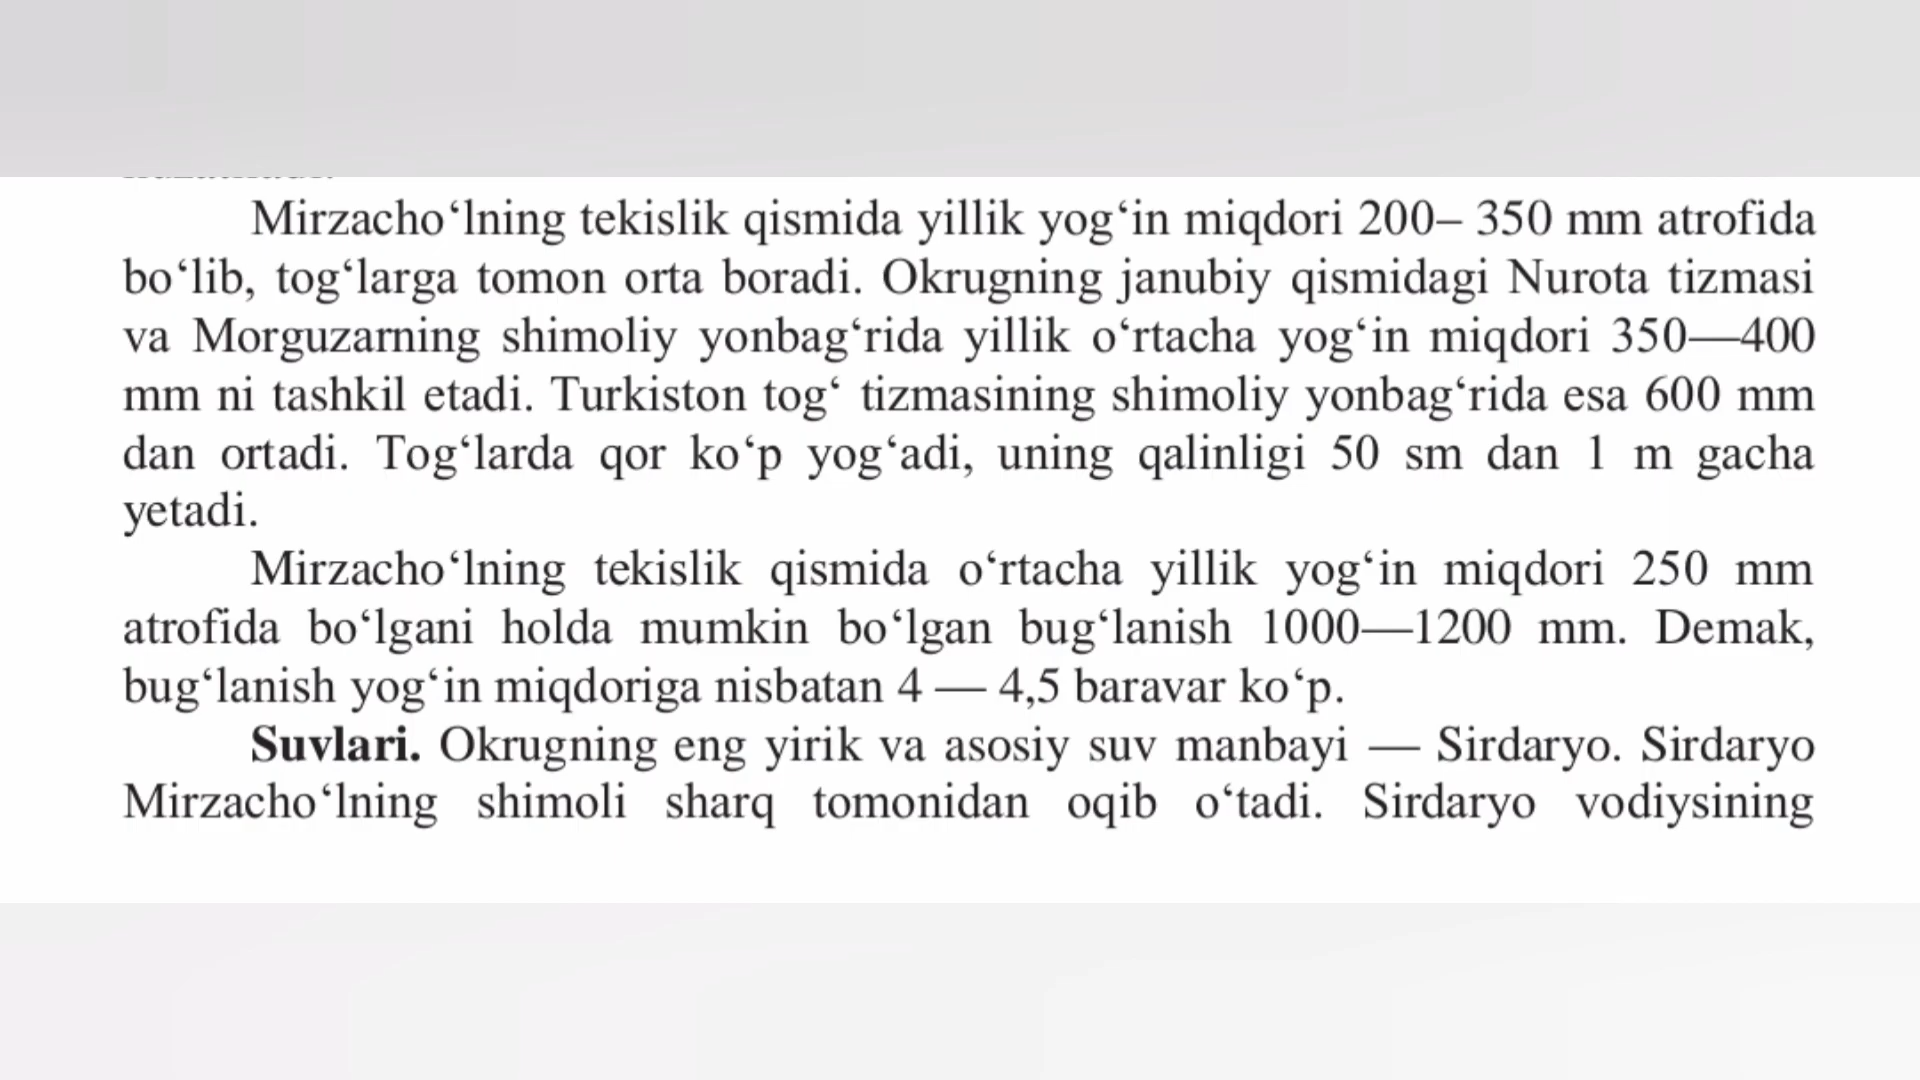 Mirzacho‘lning tekislik qismida yillik yog‘in miqdori 200– 350 mm atrofida
bo‘lib, tog‘larga tomon orta boradi. Okrugning janubiy qismidagi Nurota tizmasi
va Morguzarning shimoliy yonbag‘rida yillik o‘rtacha yog‘in miqdori 350—400
mm ni tashkil etadi. Turkiston tog‘ tizmasining shimoliy yonbag‘rida esa 600 mm
dan ortadi. Tog‘larda qor ko‘p yog‘adi, uning qalinligi 50 sm dan 1 m gacha
yetadi.
Mirzacho‘lning tekislik qismida o‘rtacha yillik yog‘in miqdori 250 mm
atrofida bo‘lgani holda mumkin bo‘lgan bug‘lanish 1000—1200 mm. Demak,
bug‘lanish yog‘in miqdoriga nisbatan 4 — 4,5 baravar ko‘p.
Suvlari. Okrugning eng yirik va asosiy suv manbayi — Sirdaryo. Sirdaryo
Mirzacho‘lning shimoli sharq tomonidan oqib o‘tadi. Sirdaryo vodiysining